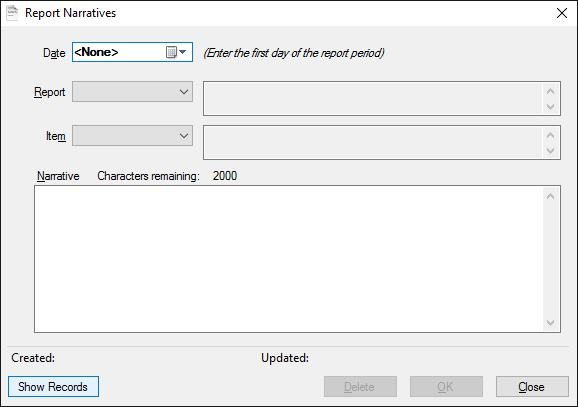 Report Narratives
Date <None> (Enter the first day of the report period)
Report
Item
Narrative Characters remaining: 2000
Created: Updated:
Show Records Delete OK Close